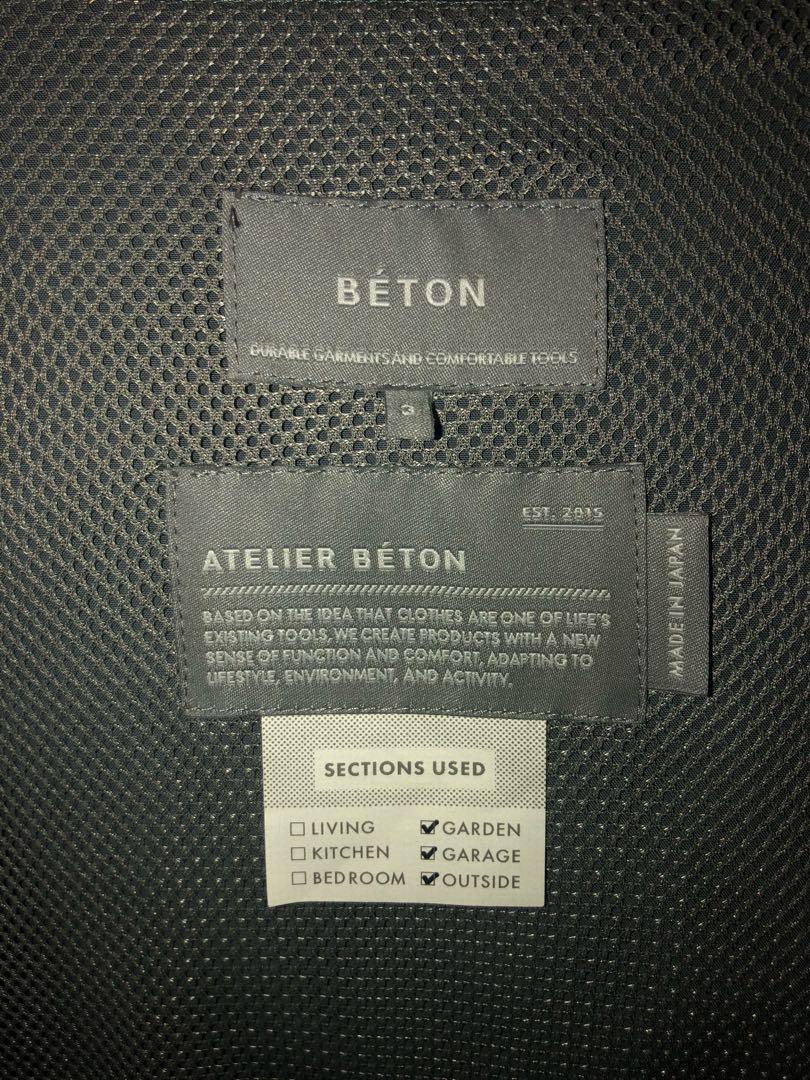 BÉTON
DURABLE GARMENTS AND COMFORTABLE TOOLS
3
EST. 2015
ATELIER BÉTON
BASED ON THE IDEA THAT CLOTHES ARE ONE OF LIFE'S
EXISTING TOOLS, WE CREATE PRODUCTS WITH A NEW
SENSE OF FUNCTION AND COMFORT, ADAPTING TO
LIFESTYLE, ENVIRONMENT, AND ACTIVITY.
MADE IN JAPAN
SECTIONS USED
☐ LIVING ☑ GARDEN
☐ KITCHEN ☑ GARAGE
☐ BEDROOM ☑ OUTSIDE